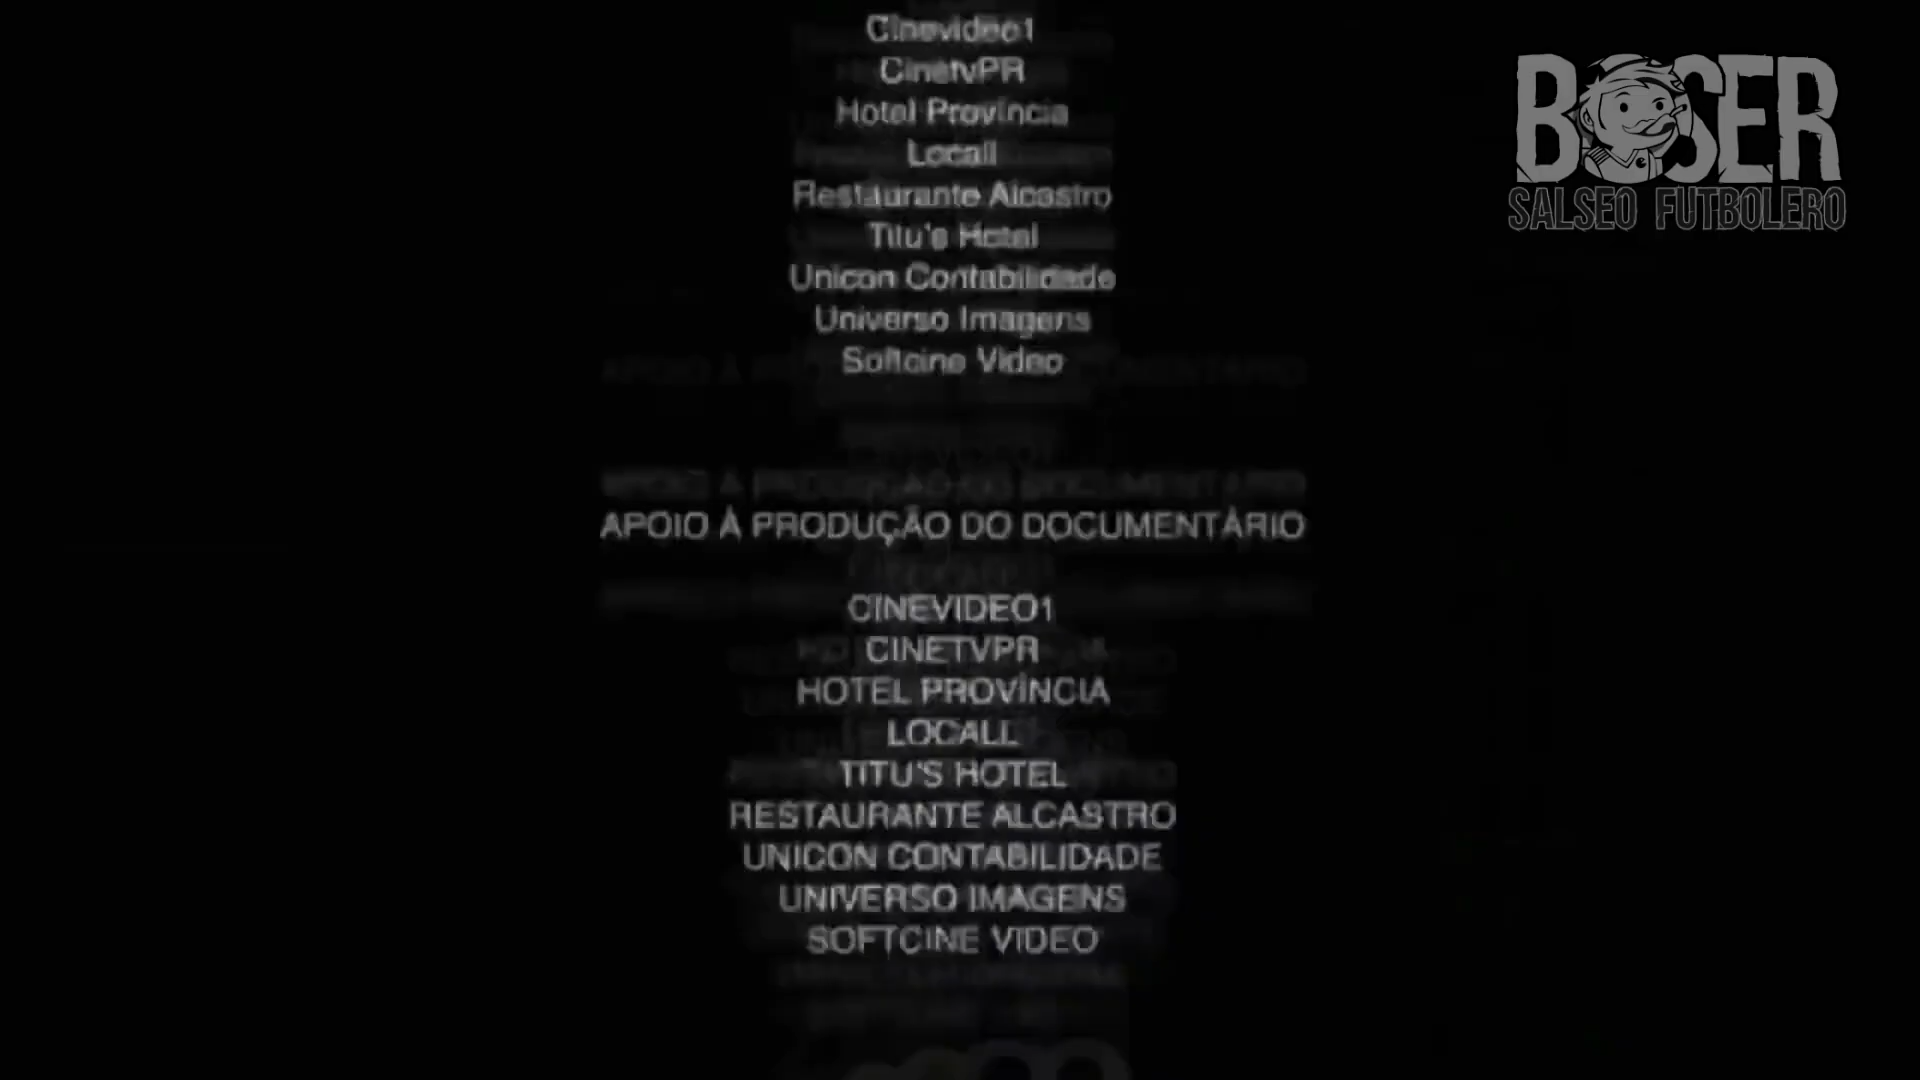 Cinevideo1
CinetvPR
Hotel Província
Locall
Restaurante Alcastro
Titu's Hotel
Unicon Contabilidade
Universo Imagens
Softcine Video
APOIO À PRODUÇÃO DO DOCUMENTÁRIO
CINEVIDEO1
CINETVPR
HOTEL PROVÍNCIA
LOCALL
TITU'S HOTEL
RESTAURANTE ALCASTRO
UNICON CONTABILIDADE
UNIVERSO IMAGENS
SOFTCINE VIDEO
BOSER
SALSEO FUTBOLERO